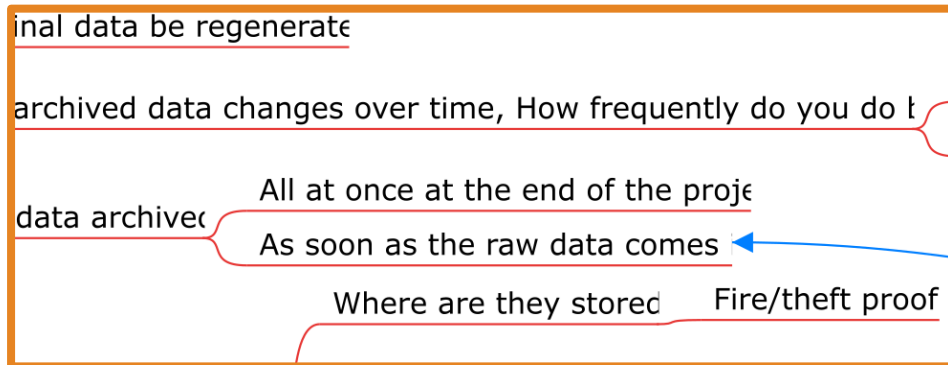 inal data be regenerate
archived data changes over time, How frequently do you do
All at once at the end of the proje
data archived
As soon as the raw data comes
Where are they stored
Fire/theft proof